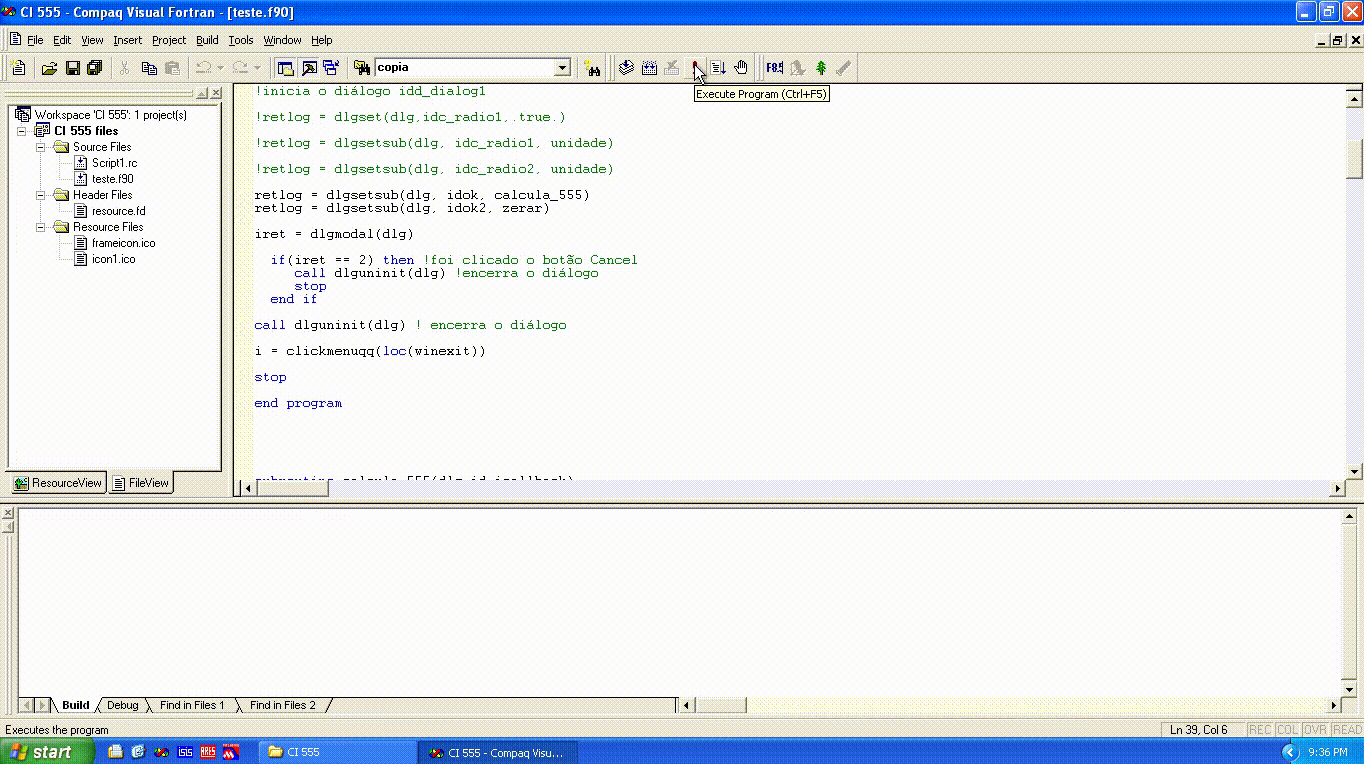 CI 555 - Compaq Visual Fortran - [teste.f90]
File Edit View Insert Project Build Tools Window Help
copia
Execute Program (Ctrl+F5)
Workspace 'CI 555': 1 project(s)
CI 555 files
Source Files
Script1.rc
teste.f90
Header Files
resource.fd
Resource Files
frameicon.ico
icon1.ico
ResourceView FileView
!inicia o diálogo idd_dialog1
!retlog = dlgset(dlg,idc_radio1,.true.)
!retlog = dlgsetsub(dlg, idc_radio1, unidade)
!retlog = dlgsetsub(dlg, idc_radio2, unidade)
retlog = dlgsetsub(dlg, idok, calcula_555)
retlog = dlgsetsub(dlg, idok2, zerar)
iret = dlgmodal(dlg)
if(iret == 2) then !foi clicado o botão Cancel
call dlguninit(dlg) !encerra o diálogo
stop
end if
call dlguninit(dlg) ! encerra o diálogo
i = clickmenuqq(loc(winexit))
stop
end program
Build Debug Find in Files 1 Find in Files 2
Executes the program
Ln 39, Col 6 REC COL OVR READ
start ISIS ARES CI 555 CI 555 - Compaq Visu... 9:36 PM